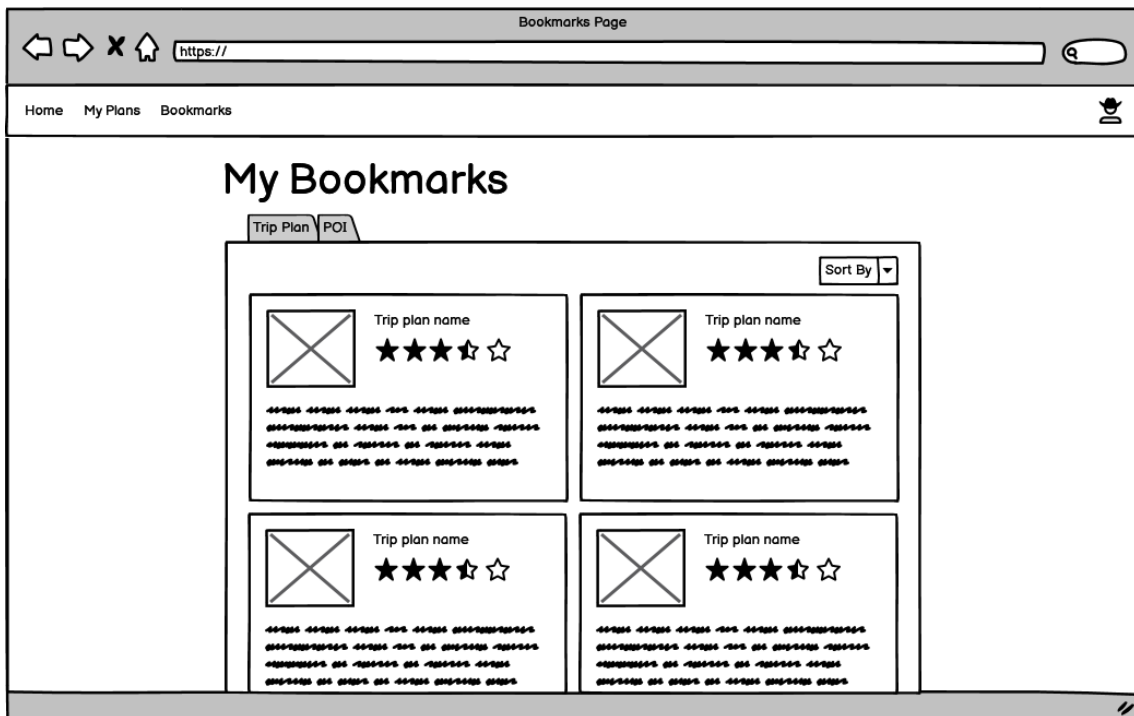 Bookmarks Page
https://
Home My Plans Bookmarks
My Bookmarks
Trip Plan POI
Sort By
Trip plan name Trip plan name
Trip plan name Trip plan name